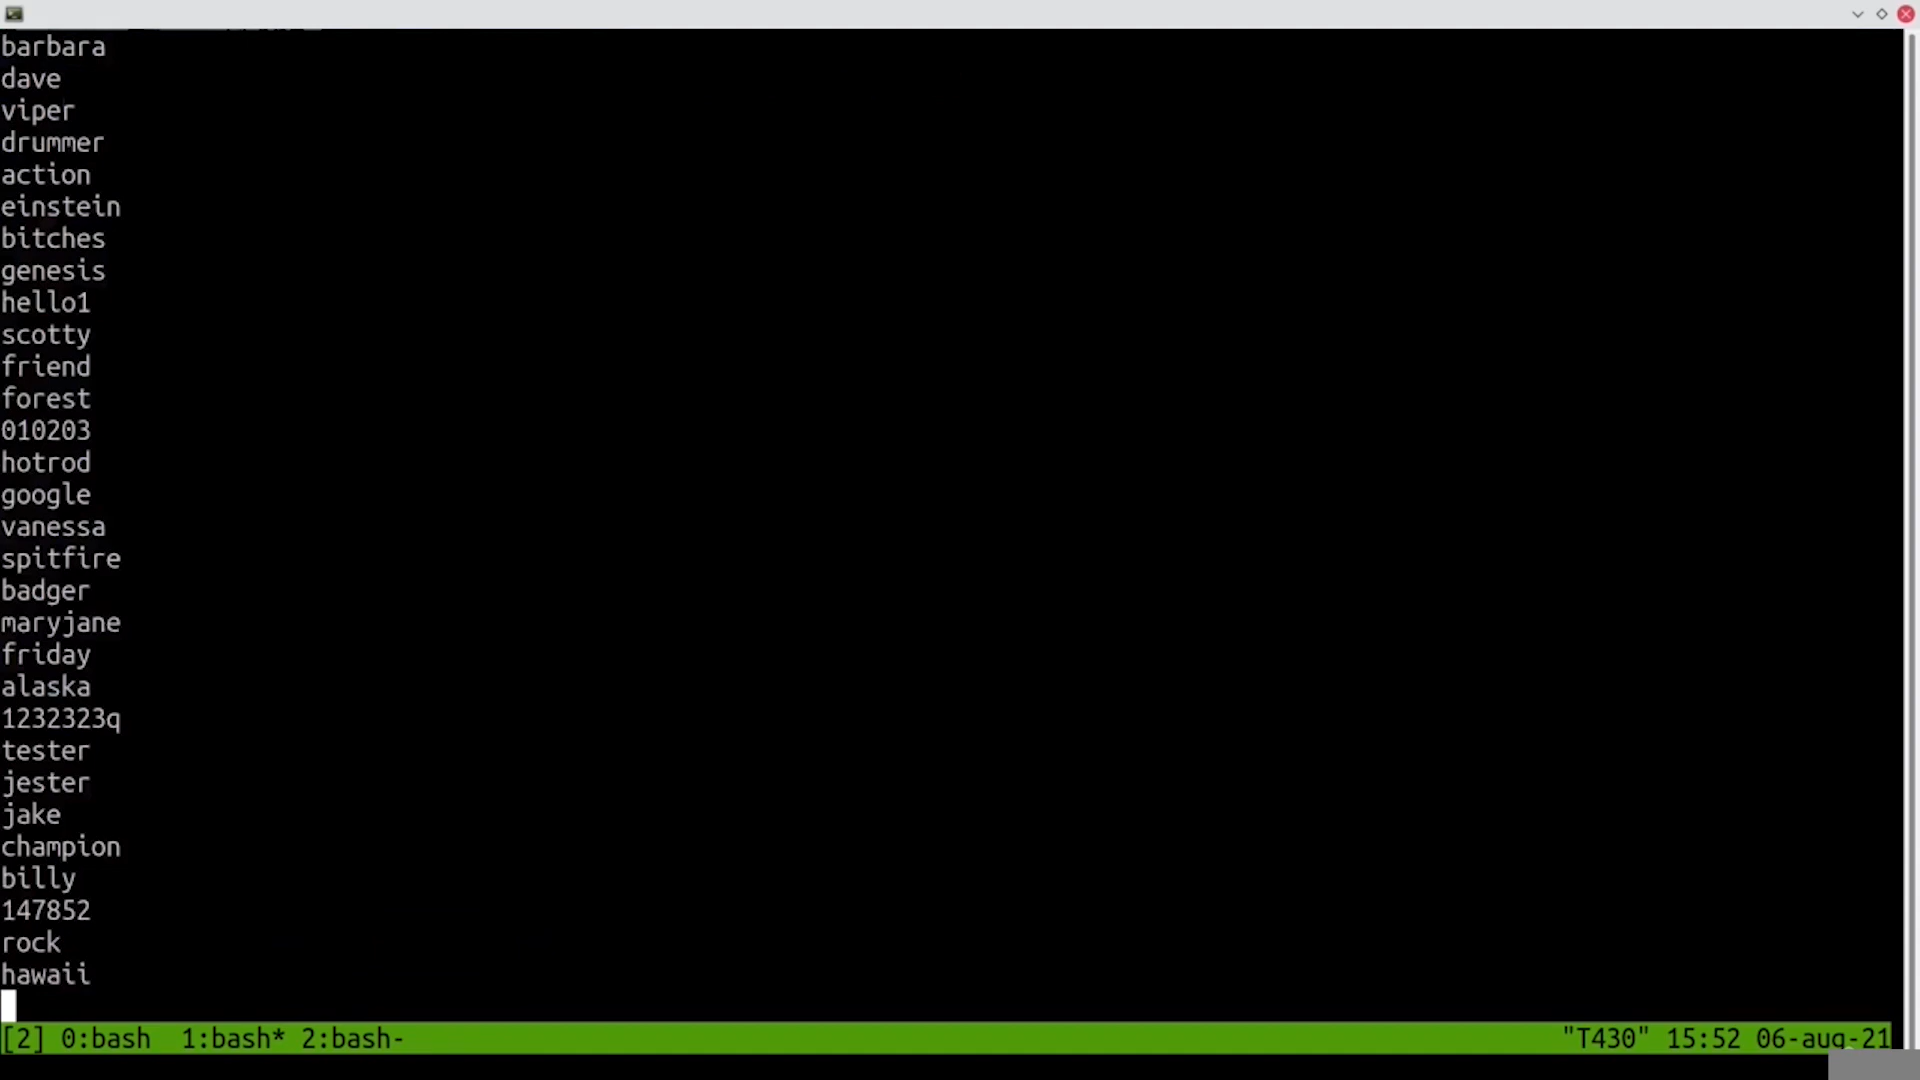 barbara
dave
viper
drummer
action
einstein
bitches
genesis
hello1
scotty
friend
forest
010203
hotrod
google
vanessa
spitfire
badger
maryjane
friday
alaska
1232323q
tester
jester
jake
champion
billy
147852
rock
hawaii
[2] 0:bash  1:bash* 2:bash-    "T430" 15:52 06-aug-21